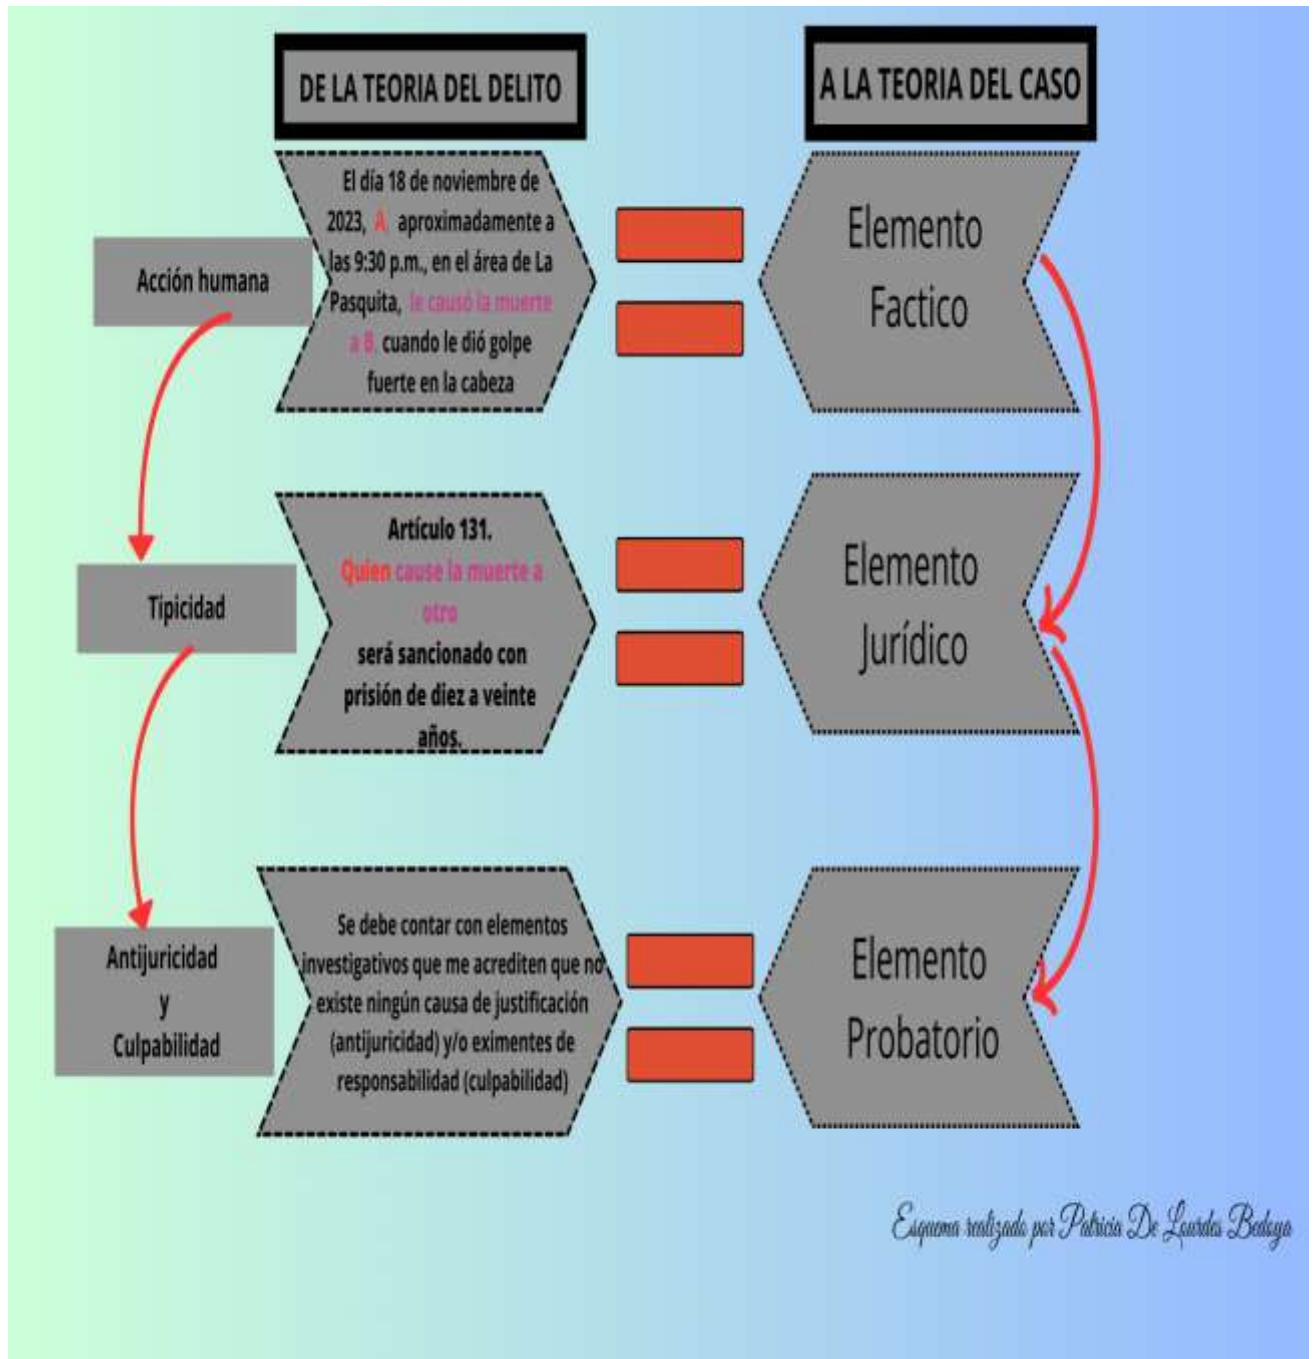 DE LA TEORIA DEL DELITO
A LA TEORIA DEL CASO
Acción humana
El día 18 de noviembre de
2023, A, aproximadamente a
las 9:30 p.m., en el área de La
Pasquita, le causó la muerte
a B, cuando le dió golpe
fuerte en la cabeza
Elemento
Factico
Tipicidad
Artículo 131.
Quien cause la muerte a
otro
será sancionado con
prisión de diez a veinte
años.
Elemento
Jurídico
Antijuricidad
y
Culpabilidad
Se debe contar con elementos
investigativos que me acrediten que no
existe ningún causa de justificación
(antijuricidad) y/o eximentes de
responsabilidad (culpabilidad)
Elemento
Probatorio
Esquema realizado por Patricia De Lourdes Bedoya